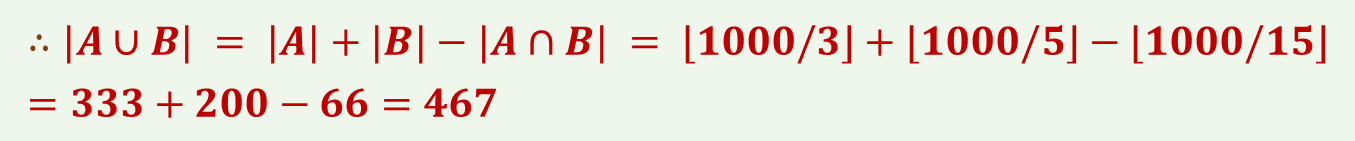 ∴ |A ∪ B| = |A| + |B| − |A ∩ B| = ⌊1000/3⌋ + ⌊1000/5⌋ − ⌊1000/15⌋
= 333 + 200 − 66 = 467